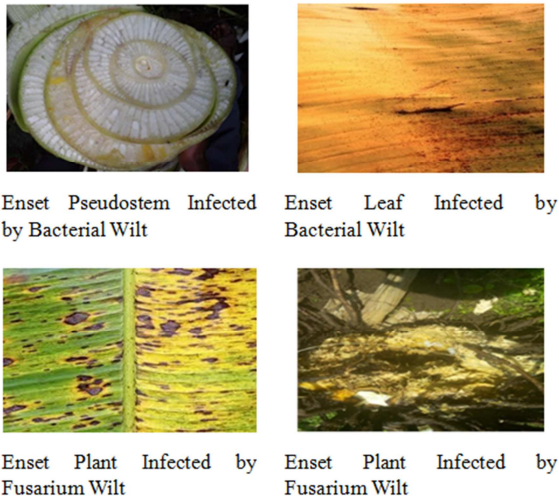 Enset Pseudostem Infected
by Bacterial Wilt
Enset Leaf Infected by
Bacterial Wilt
Enset Plant Infected by
Fusarium Wilt
Enset Plant Infected by
Fusarium Wilt